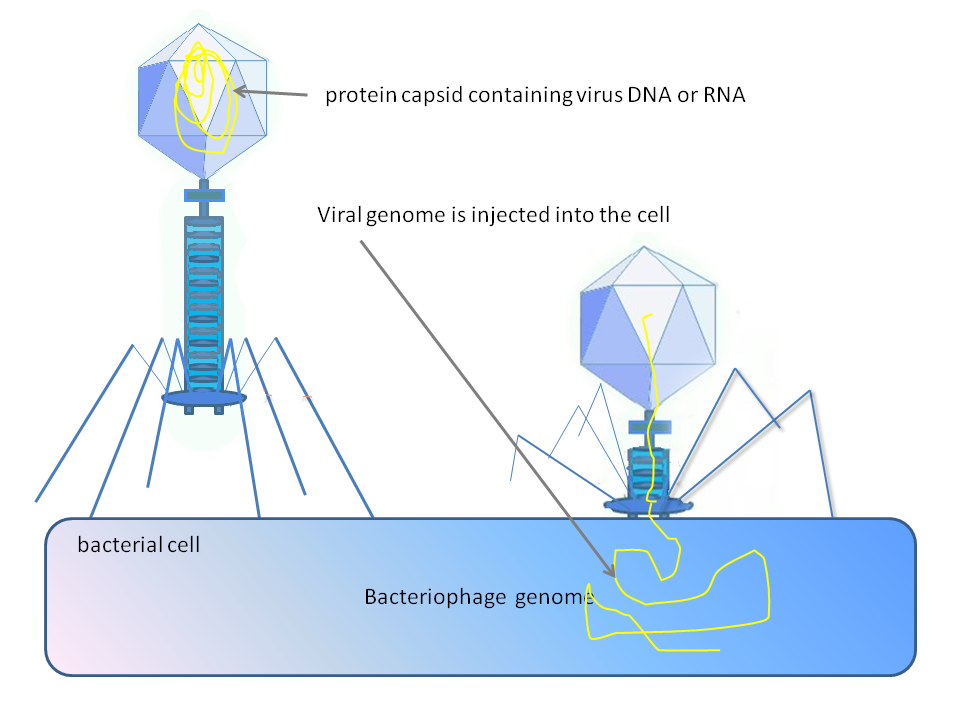 protein capsid containing virus DNA or RNA
Viral genome is injected into the cell
bacterial cell
Bacteriophage genome